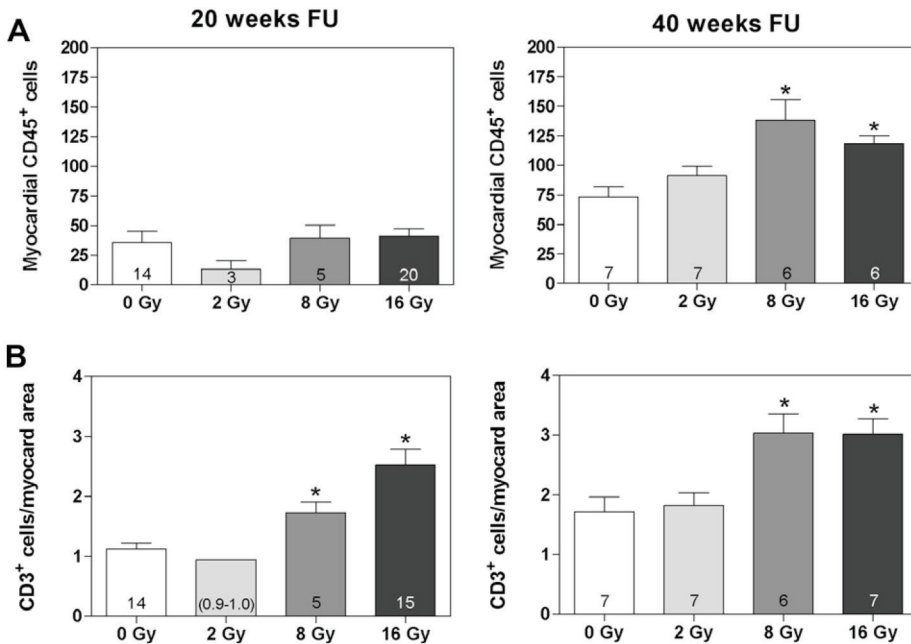 20 weeks FU
40 weeks FU
A
Myocardial CD45+ cells
200
175
150
125
100
75
50
25
0
14
3
5
20
0 Gy
2 Gy
8 Gy
16 Gy
Myocardial CD45+ cells
200
175
150
125
100
75
50
25
0
*
*
7
7
6
6
0 Gy
2 Gy
8 Gy
16 Gy
B
CD3+ cells/myocard area
4
3
2
1
0
*
*
14
(0.9-1.0)
5
15
0 Gy
2 Gy
8 Gy
16 Gy
CD3+ cells/myocard area
4
3
2
1
0
*
*
7
7
6
7
0 Gy
2 Gy
8 Gy
16 Gy